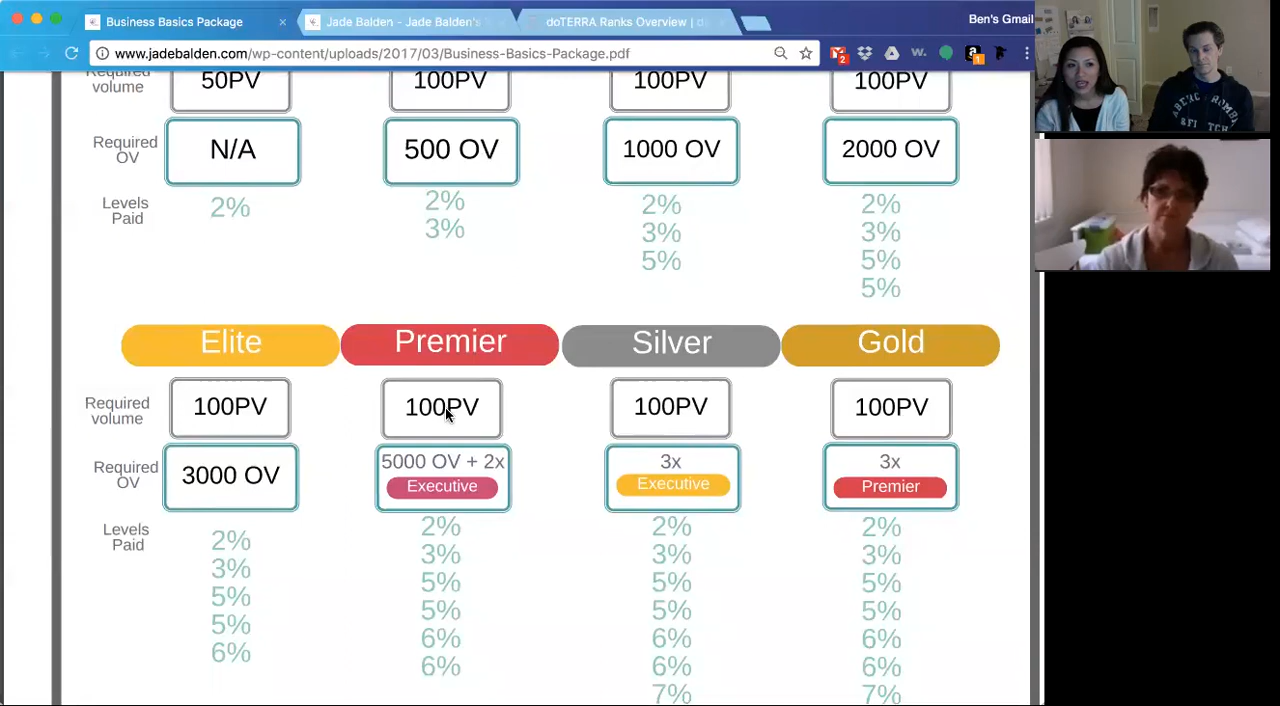 Business Basics Package
Jade Balden - Jade Balden's
doTERRA Ranks Overview | d
Ben's Gmail
www.jadebalden.com/wp-content/uploads/2017/03/Business-Basics-Package.pdf
2
w.
1
Required
volume
50PV
100PV
100PV
100PV
Required
OV
N/A
500 OV
1000 OV
2000 OV
Levels
Paid
2%
2%
3%
2%
3%
5%
2%
3%
5%
5%
Elite
Premier
Silver
Gold
Required
volume
100PV
100PV
100PV
100PV
Required
OV
3000 OV
5000 OV + 2x
Executive
3x
Executive
3x
Premier
Levels
Paid
2%
3%
5%
5%
6%
2%
3%
5%
5%
6%
6%
2%
3%
5%
5%
6%
6%
7%
2%
3%
5%
5%
6%
6%
7%